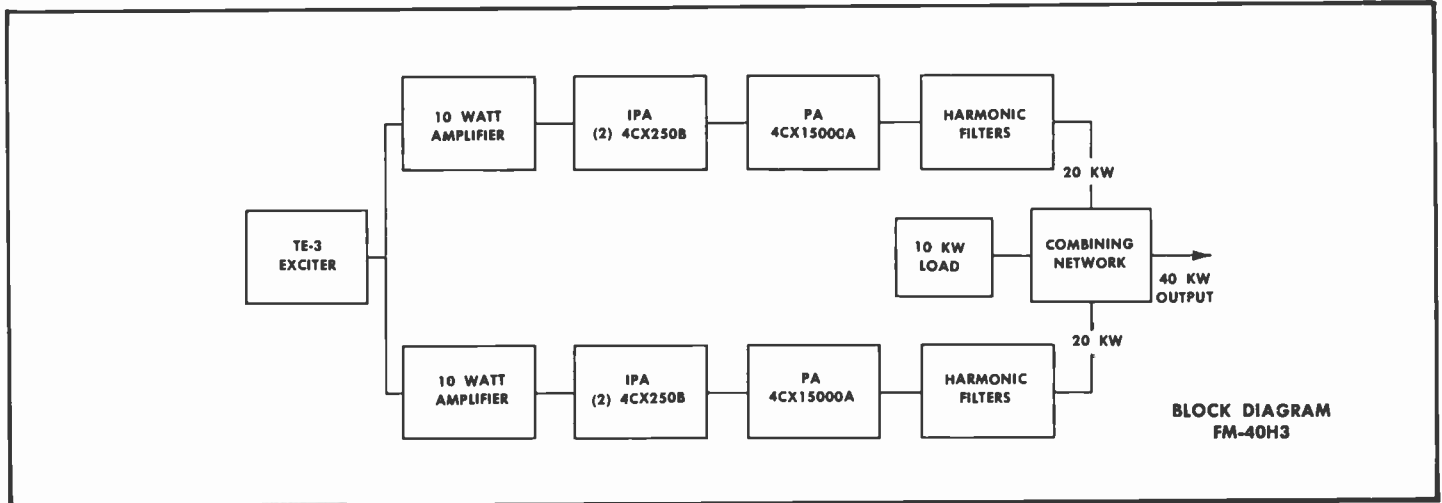 10 WATT
AMPLIFIER
IPA
(2) 4CX250B
PA
4CX15000A
HARMONIC
FILTERS
20 KW
TE-3
EXCITER
10 KW
LOAD
COMBINING
NETWORK
40 KW
OUTPUT
20 KW
10 WATT
AMPLIFIER
IPA
(2) 4CX250B
PA
4CX15000A
HARMONIC
FILTERS
BLOCK DIAGRAM
FM-40H3